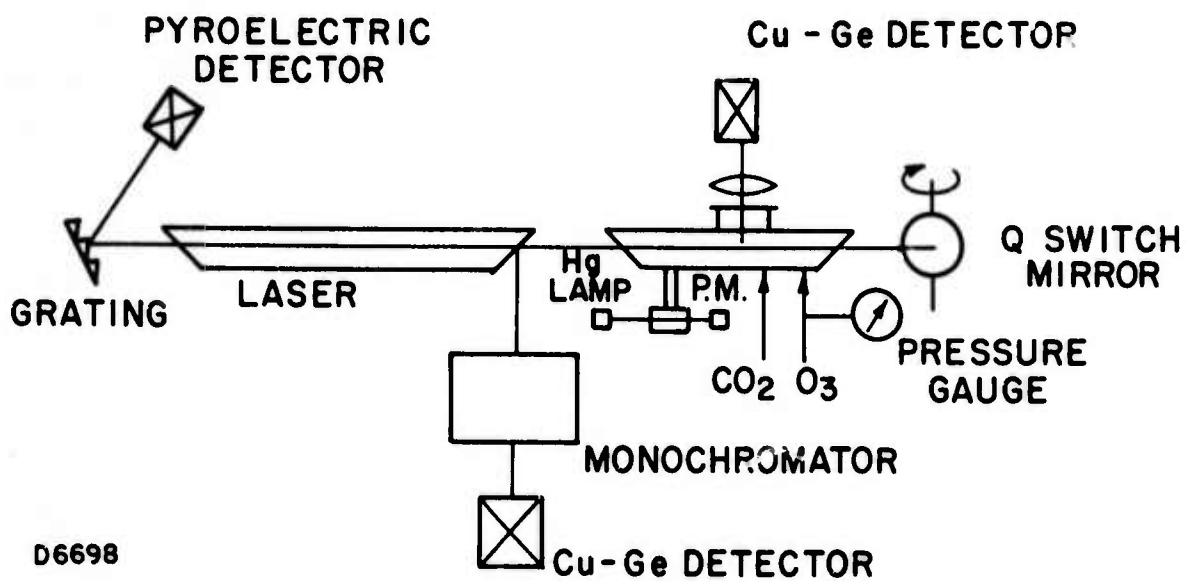 PYROELECTRIC
DETECTOR
Cu - Ge DETECTOR
GRATING
LASER
Hg
LAMP
P.M.
Q SWITCH
MIRROR
CO2 O3
PRESSURE
GAUGE
MONOCHROMATOR
Cu-Ge DETECTOR
D6698